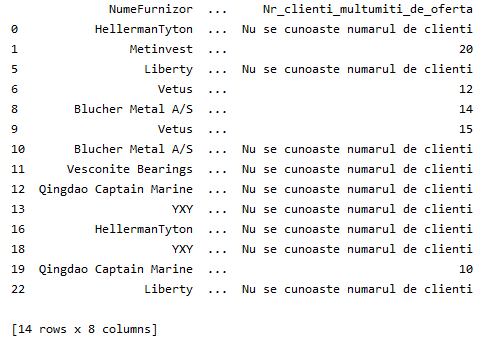 NumeFurnizor ... Nr_clienti_multumiti_de_oferta
0 HellermanTyton ... Nu se cunoaste numarul de clienti
1 Metinvest ... 20
5 Liberty ... Nu se cunoaste numarul de clienti
6 Vetus ... 12
8 Blucher Metal A/S ... 14
9 Vetus ... 15
10 Blucher Metal A/S ... Nu se cunoaste numarul de clienti
11 Vesconite Bearings ... Nu se cunoaste numarul de clienti
12 Qingdao Captain Marine ... Nu se cunoaste numarul de clienti
13 YXY ... Nu se cunoaste numarul de clienti
16 HellermanTyton ... Nu se cunoaste numarul de clienti
18 YXY ... Nu se cunoaste numarul de clienti
19 Qingdao Captain Marine ... 10
22 Liberty ... Nu se cunoaste numarul de clienti
[14 rows x 8 columns]